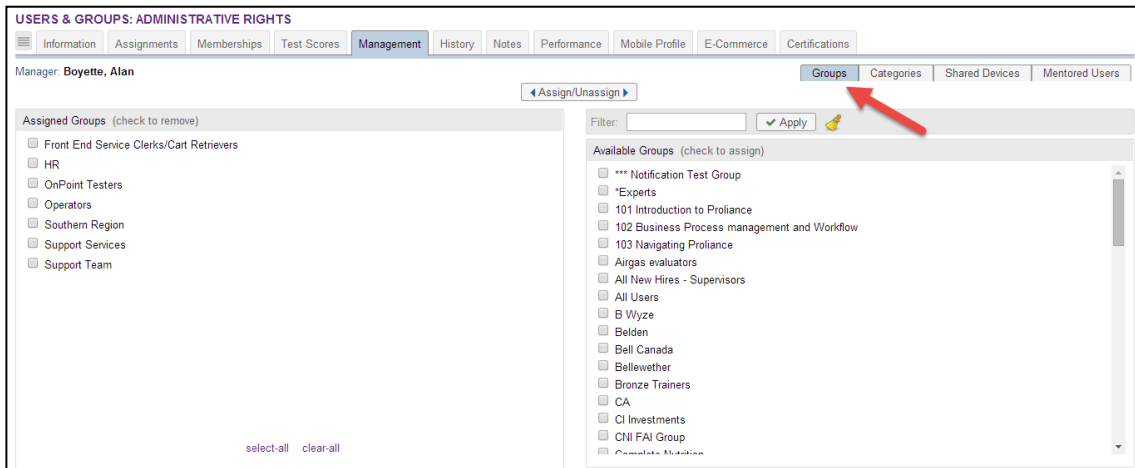 USERS & GROUPS: ADMINISTRATIVE RIGHTS
Information Assignments Memberships Test Scores Management History Notes Performance Mobile Profile E-Commerce Certifications
Manager: Boyette, Alan
Groups Categories Shared Devices Mentored Users
Assign/Unassign
Assigned Groups (check to remove)
Front End Service Clerks/Cart Retrievers
HR
OnPoint Testers
Operators
Southern Region
Support Services
Support Team
select-all clear-all
Filter: Apply
Available Groups (check to assign)
*** Notification Test Group
*Experts
101 Introduction to Proliance
102 Business Process management and Workflow
103 Navigating Proliance
Airgas evaluators
All New Hires - Supervisors
All Users
B Wyze
Belden
Bell Canada
Bellewether
Bronze Trainers
CA
CI Investments
CNI FAI Group
Complete Nutrition